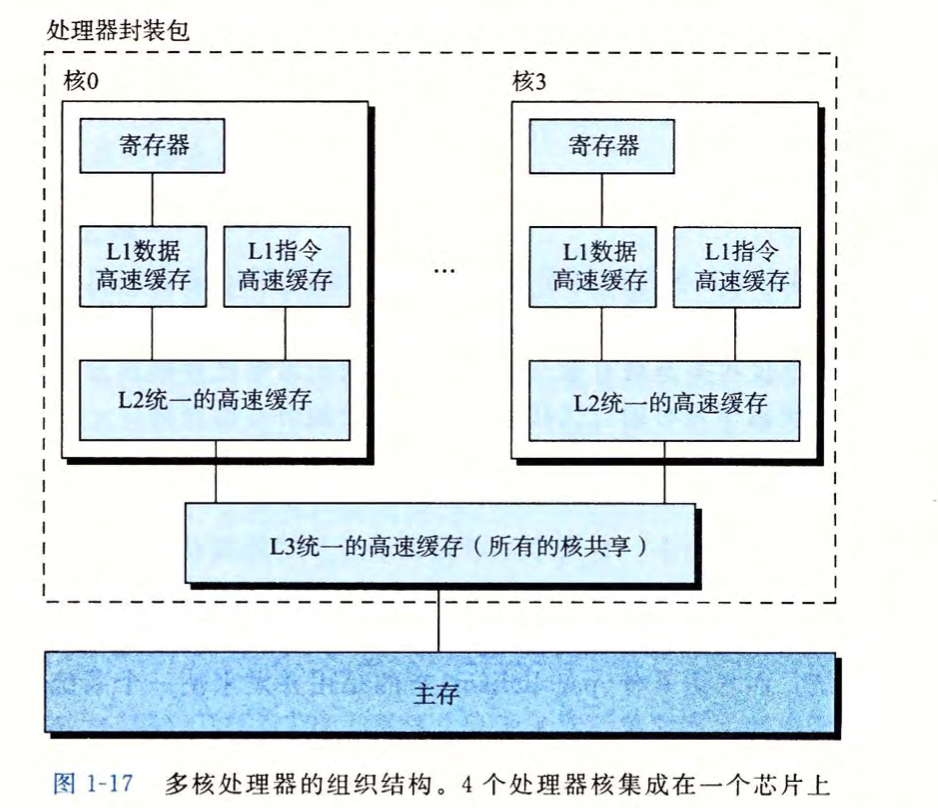 处理器封装包
核0
核3
寄存器
寄存器
L1数据
高速缓存
L1指令
高速缓存
...
L1数据
高速缓存
L1指令
高速缓存
L2统一的高速缓存
L2统一的高速缓存
L3统一的高速缓存（所有的核共享）
主存
图 1-17 多核处理器的组织结构。4 个处理器核集成在一个芯片上